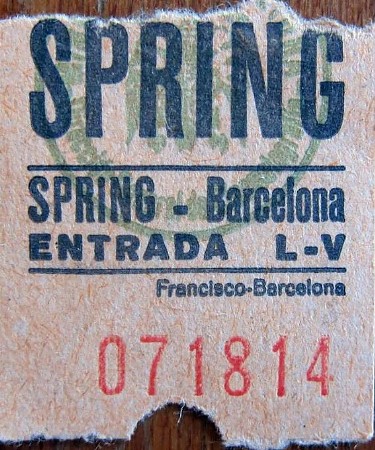 SPRING
SPRING - Barcelona
ENTRADA L-V
Francisco-Barcelona
071814